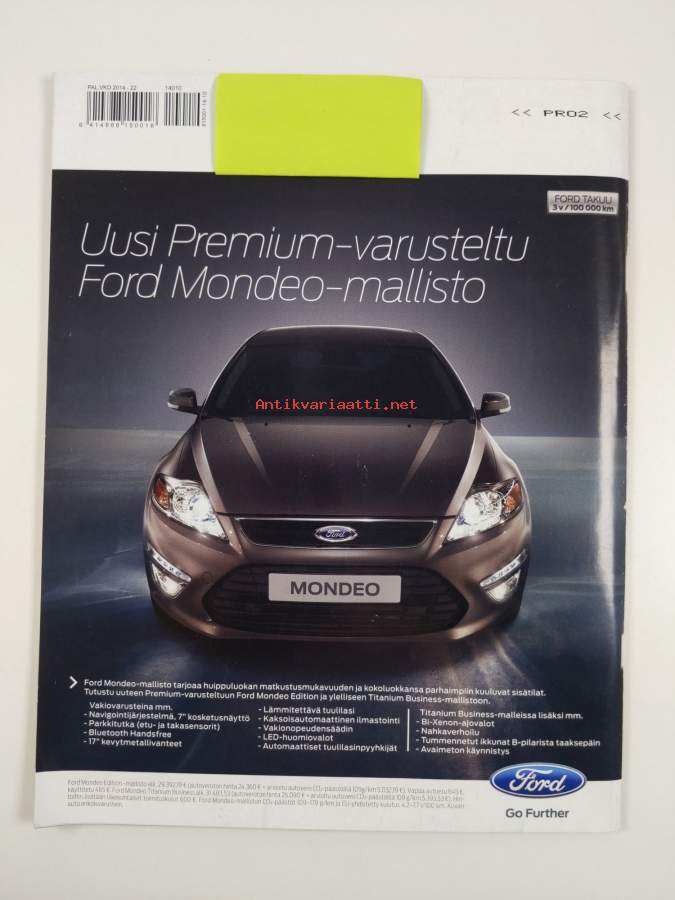 PAL.VKO 2014 - 22
14010
6 414886 150016
<< PRO2 <<
FORD TAKUU
3 v / 100 000 km
Uusi Premium-varusteltu
Ford Mondeo-mallisto
Antikvariaatti.net
Ford
MONDEO
Ford Mondeo-mallisto tarjoaa huippuluokan matkustusmukavuuden ja kokoluokkansa parhaimpiin kuuluvat sisätilat.
Tutustu uuteen Premium-varusteltuun Ford Mondeo Edition ja ylelliseen Titanium Business-mallistoon.
Vakiovarusteina mm.
- Navigointijärjestelmä, 7" kosketusnäyttö
- Parkkitutka (etu- ja takasensorit)
- Bluetooth Handsfree
- 17" kevytmetallivanteet
- Lämmitettävä tuulilasi
- Kaksoisautomaattinen ilmastointi
- Vakionopeudensäädin
- LED-huomiovalot
- Automaattiset tuulilasinpyyhkijät
Titanium Business-malleissa lisäksi mm.
- Bi-Xenon-ajovalot
- Nahkaverhoilu
- Tummennetut ikkunat B-pilarista taaksepäin
- Avaimeton käynnistys
Ford
Go Further